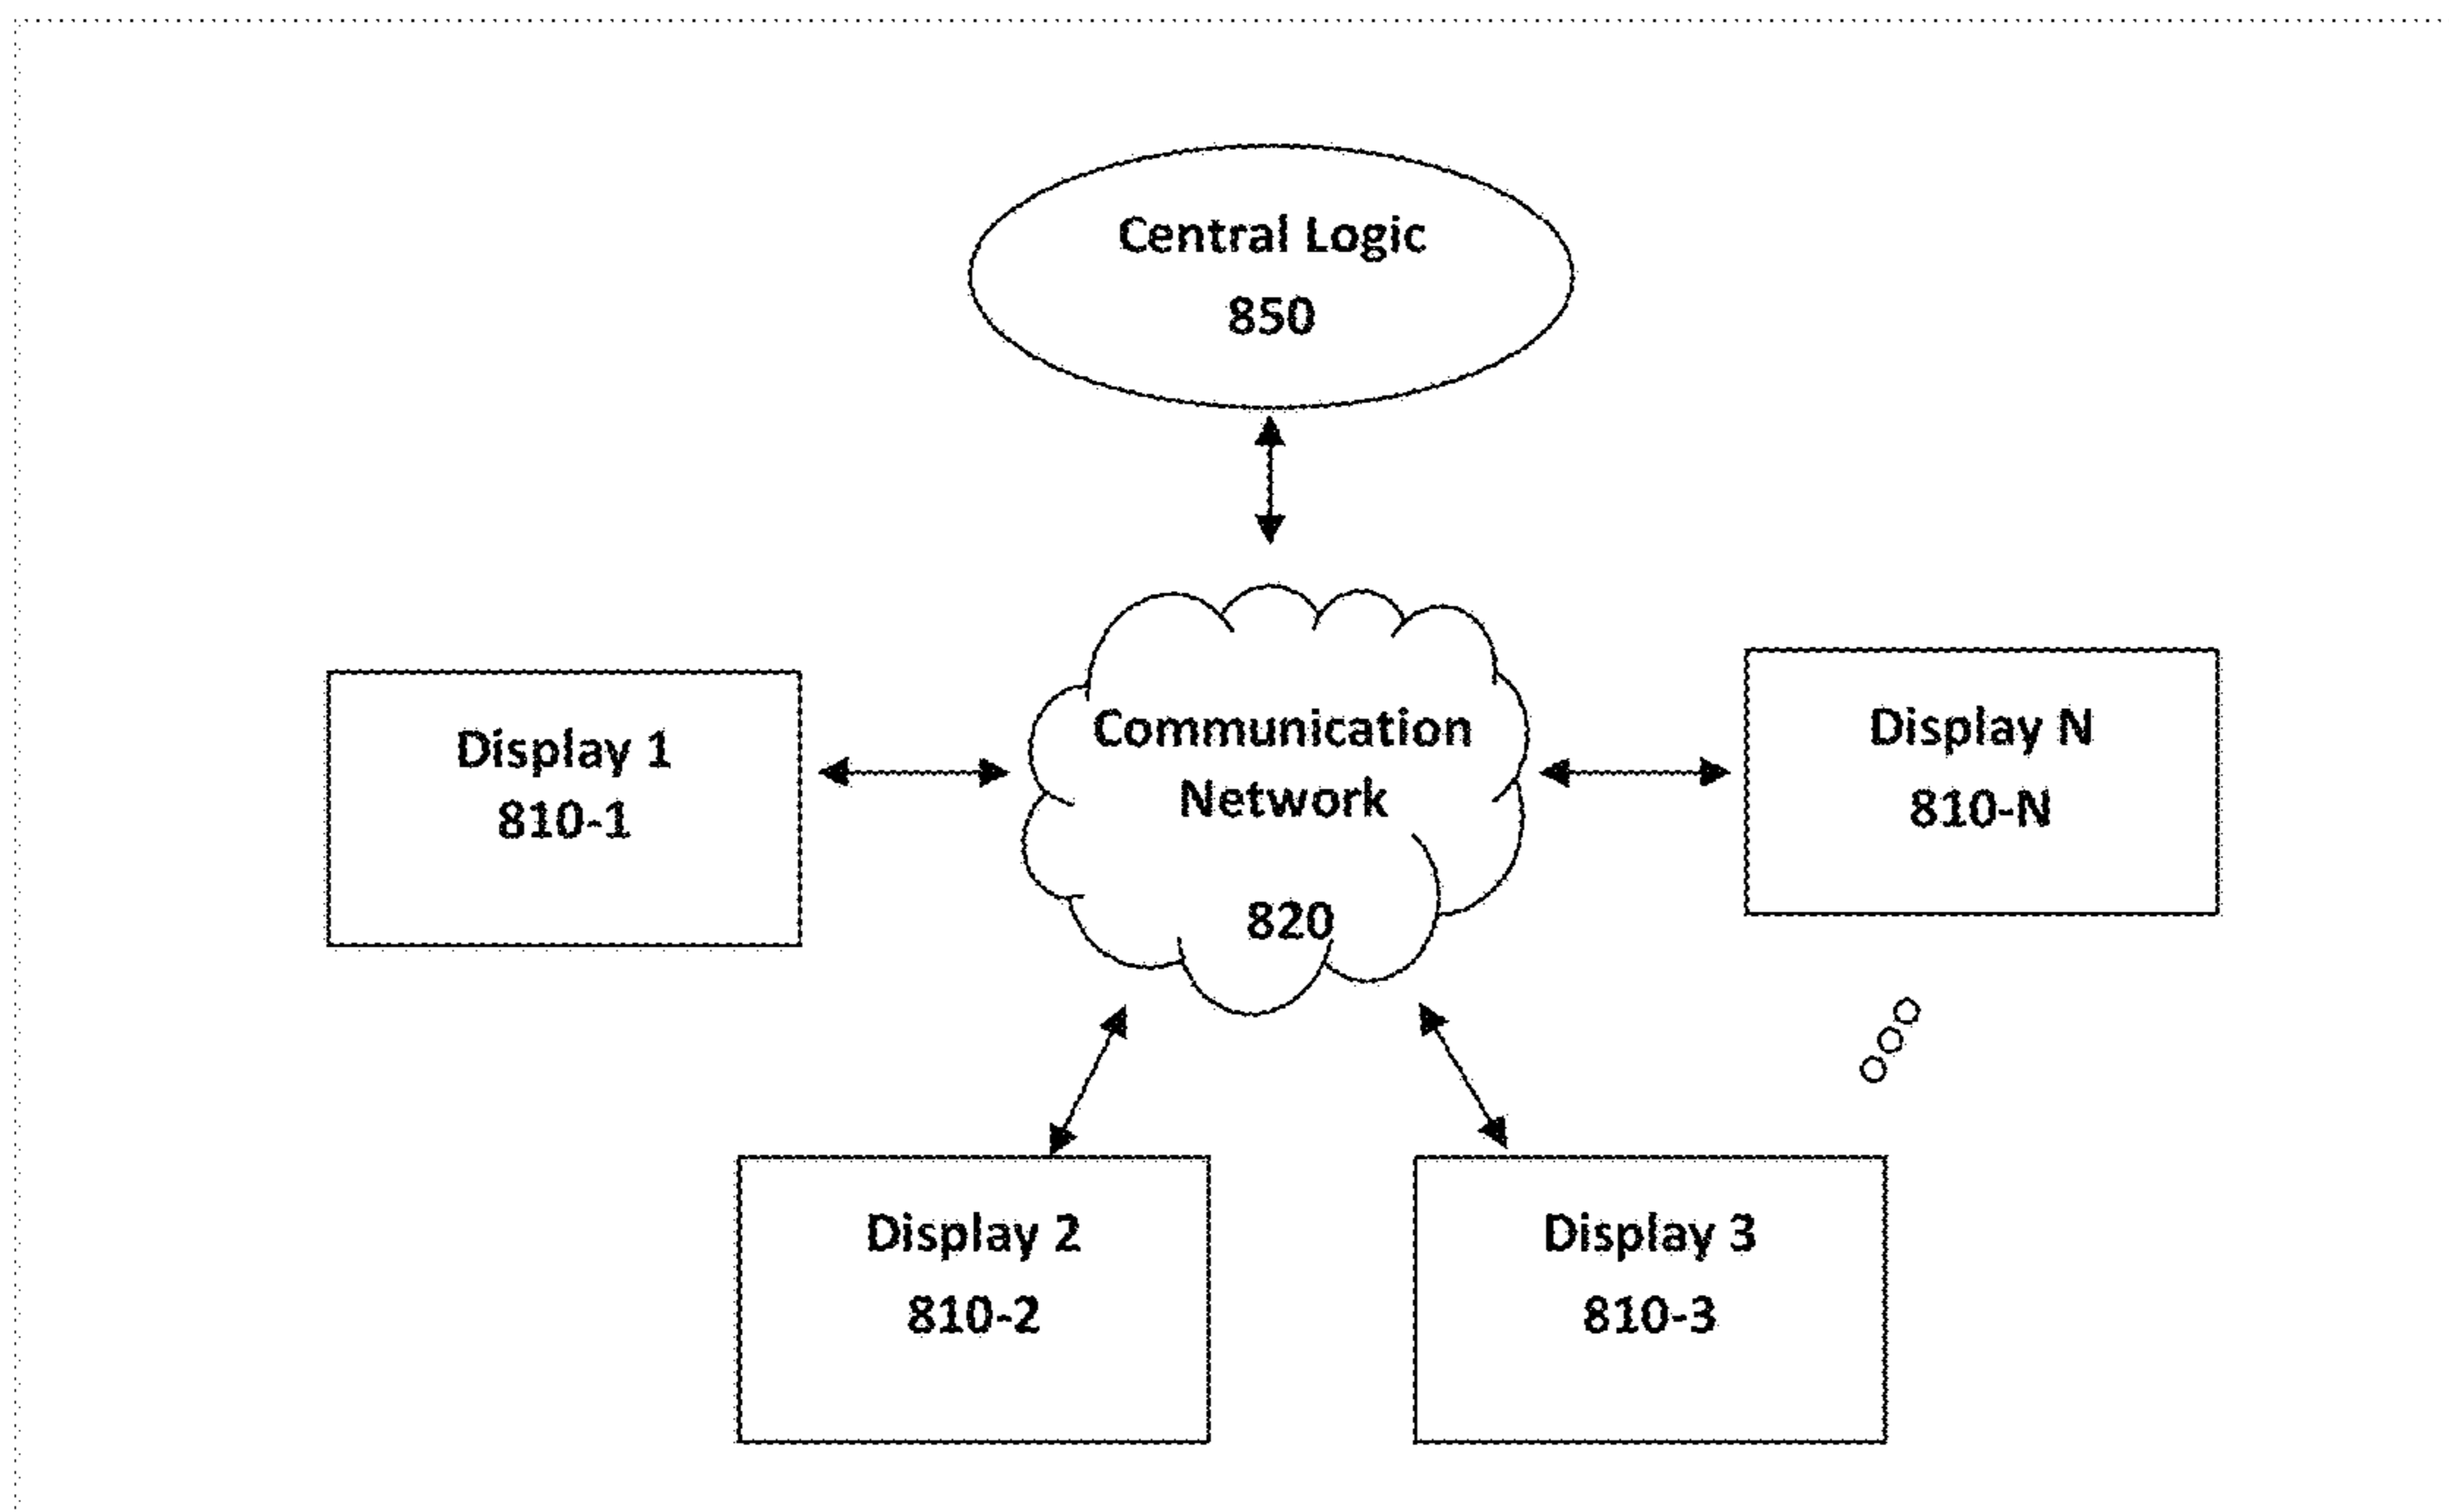 Central Logic
850
Communication
Network
820
Display 1
810-1
Display N
810-N
Display 2
810-2
Display 3
810-3